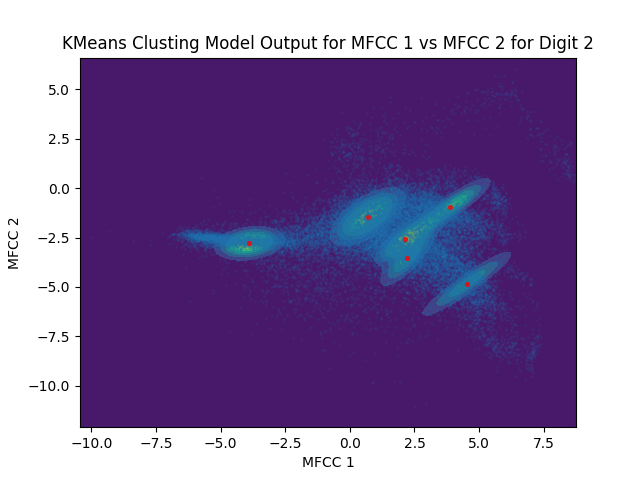 KMeans Clusting Model Output for MFCC 1 vs MFCC 2 for Digit 2
5.0
2.5
0.0
−2.5
−5.0
−7.5
−10.0
MFCC 2
−10.0 −7.5 −5.0 −2.5 0.0 2.5 5.0 7.5
MFCC 1